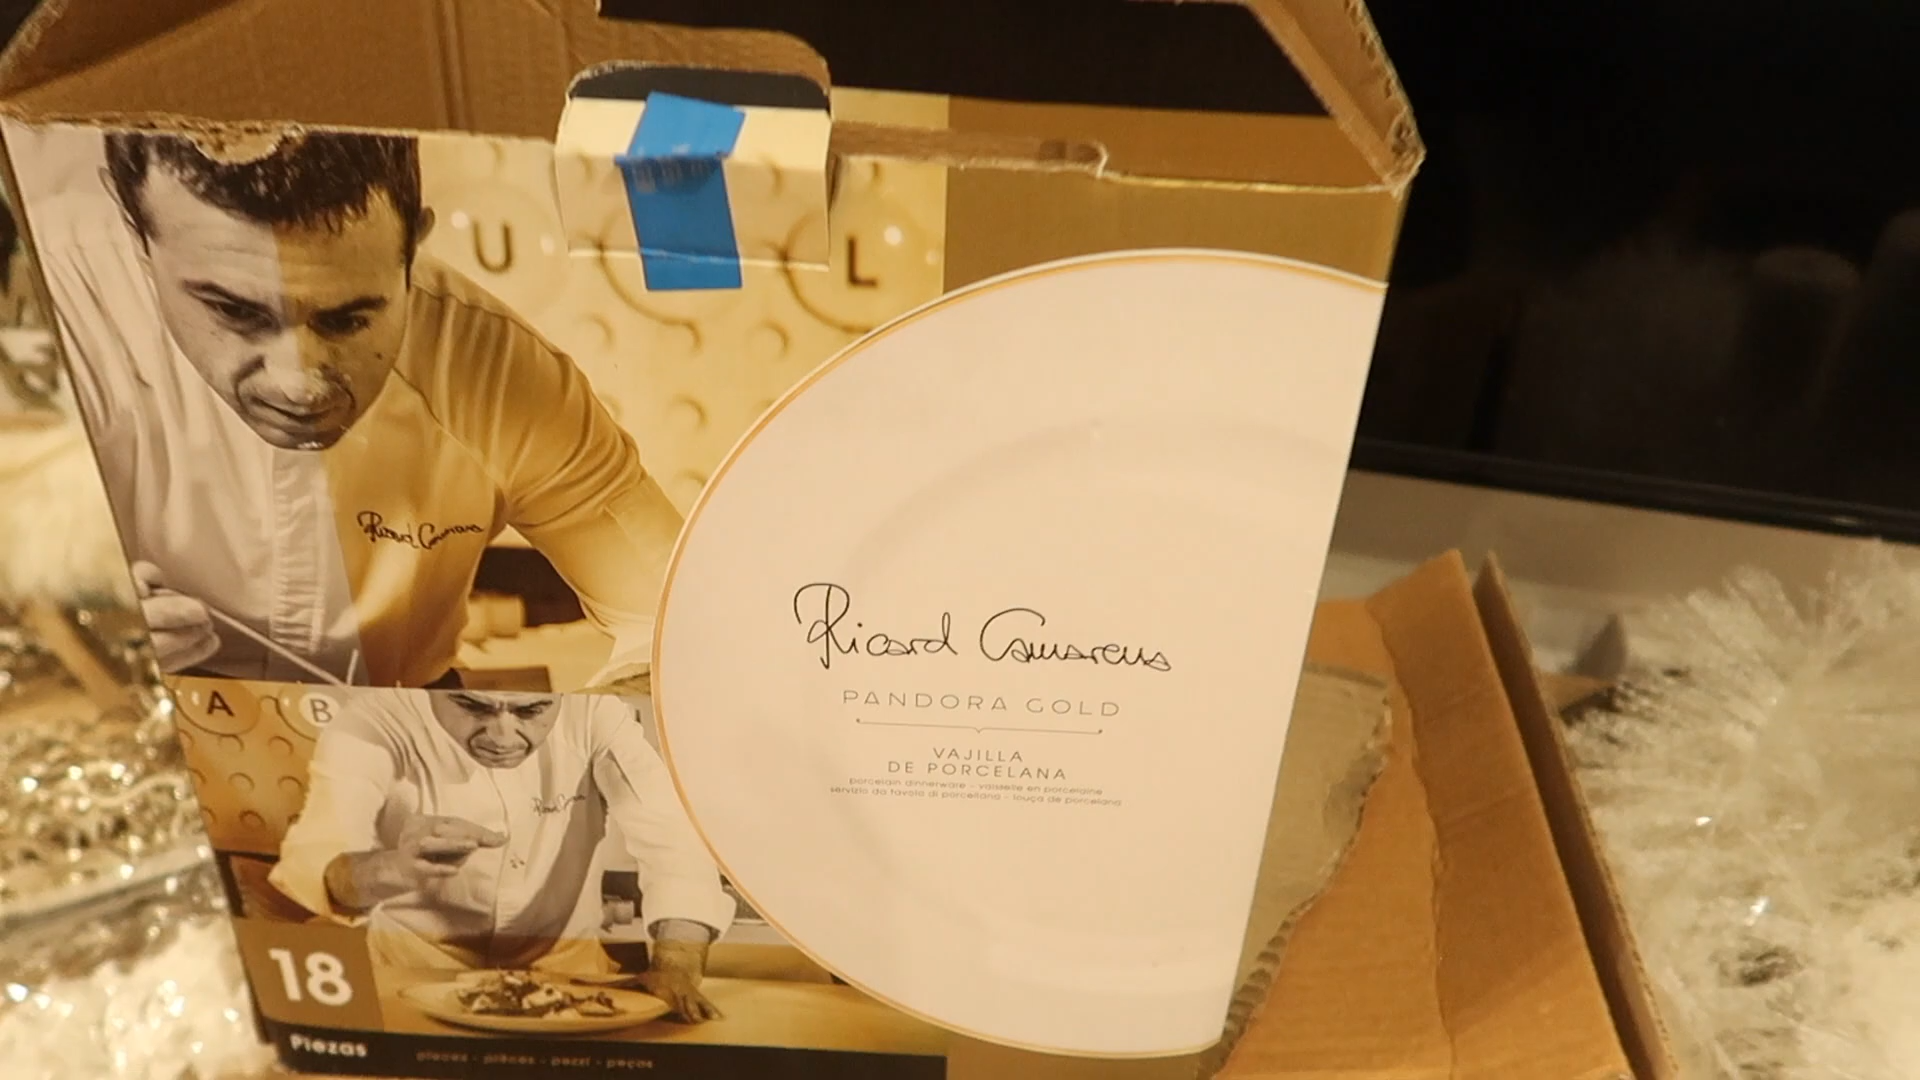 U L
Ricard Camarena
Ricard Camarena
PANDORA GOLD
VAJILLA
DE PORCELANA
porcelain dinnerware - vaisselle en porcelaine
servizio da tavola di porcellana - louça de porcelana
A B
Ricard Camarena
18
Piezas
pieces - pièces - pezzi - peças